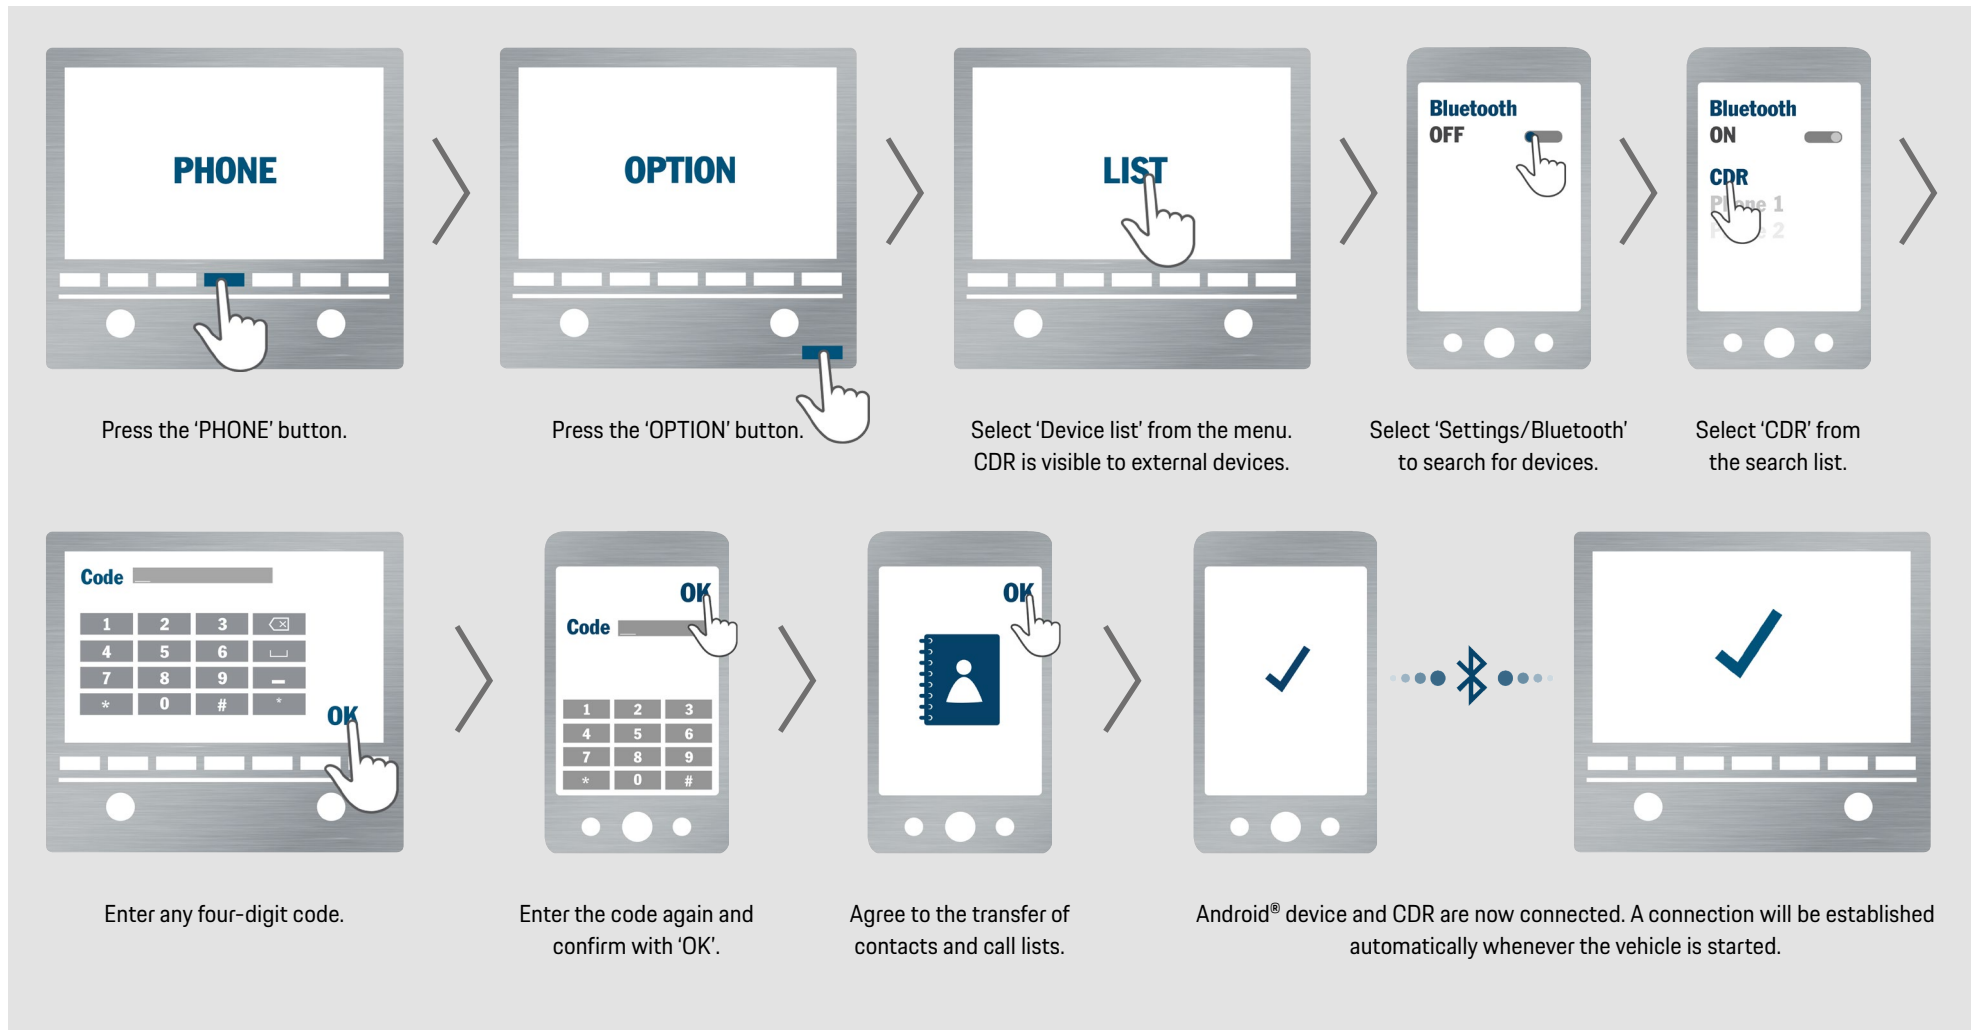 PHONE
OPTION
LIST
Bluetooth
OFF
Bluetooth
ON
CDR
Phone 1
2
Press the ‘PHONE’ button.
Press the ‘OPTION’ button.
Select ‘Device list’ from the menu.
CDR is visible to external devices.
Select ‘Settings/Bluetooth’
to search for devices.
Select ‘CDR’ from
the search list.
Code
1 2 3
4 5 6
7 8 9
* 0 # *
OK
OK
Code
1 2 3
4 5 6
7 8 9
* 0 #
OK
Enter any four-digit code.
Enter the code again and
confirm with ‘OK’.
Agree to the transfer of
contacts and call lists.
Android® device and CDR are now connected. A connection will be established
automatically whenever the vehicle is started.